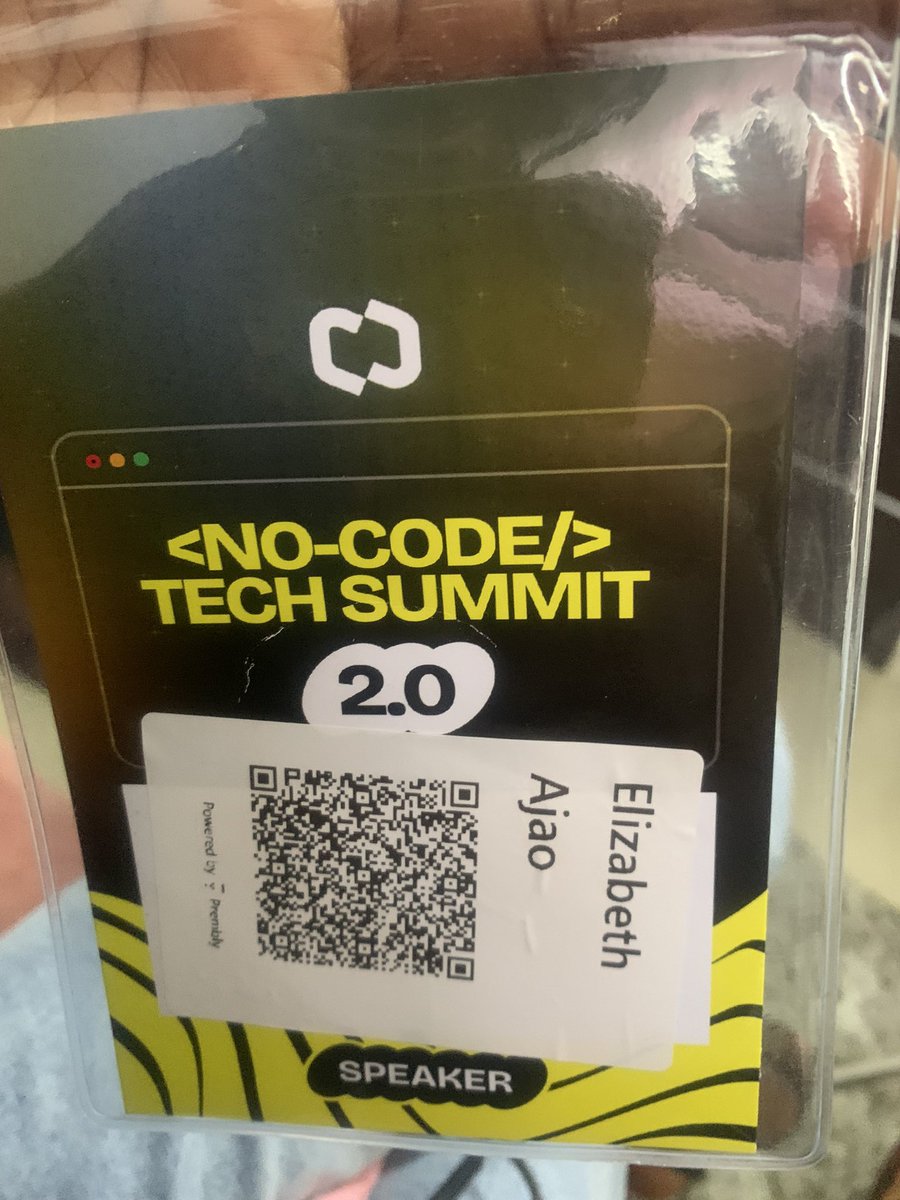 <NO-CODE/>
TECH SUMMIT
2.0
Elizabeth
Ajao
Powered by Prembly
SPEAKER